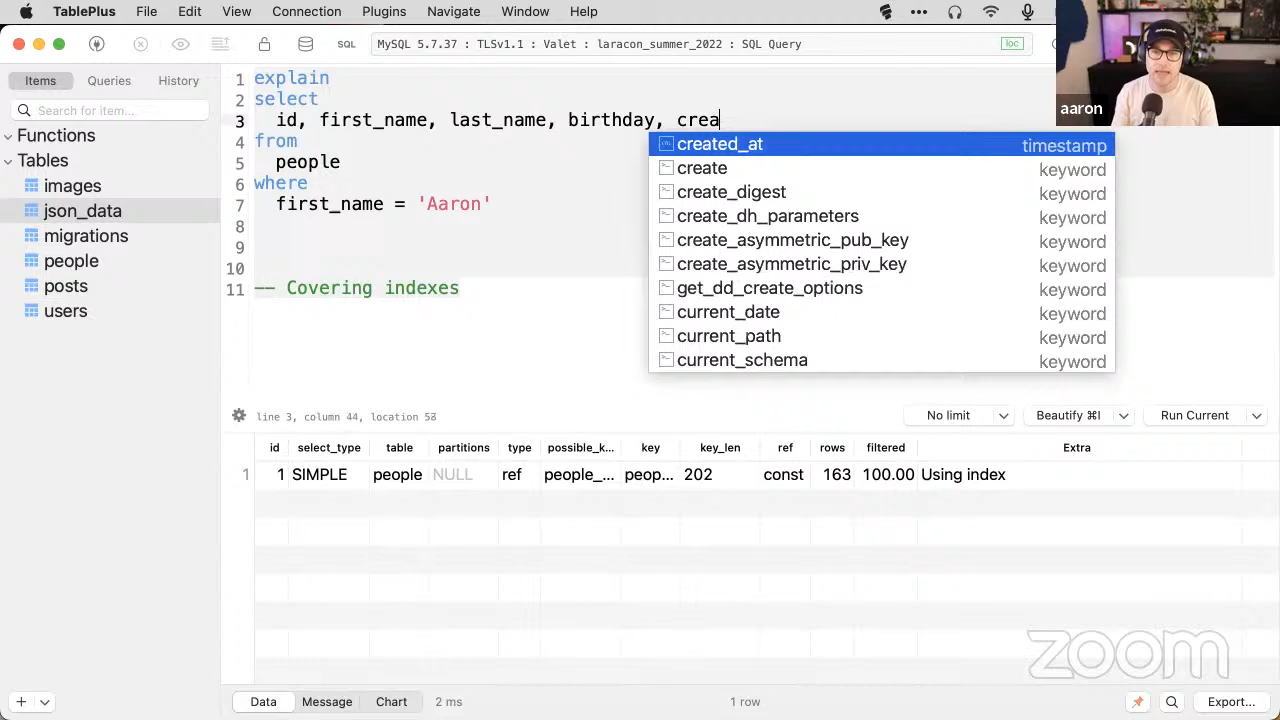 TablePlus File Edit View Connection Plugins Navigate Window Help
SQL MySQL 5.7.37 : TLSv1.1 : Valet : laracon_summer_2022 : SQL Query loc
aaron
Items Queries History
Search for item...
Functions
Tables
images
json_data
migrations
people
posts
users
1 explain
2 select
3 id, first_name, last_name, birthday, crea
4 from
5 people
6 where
7 first_name = 'Aaron'
8
9
10
11 -- Covering indexes
created_at timestamp
create keyword
create_digest keyword
create_dh_parameters keyword
create_asymmetric_pub_key keyword
create_asymmetric_priv_key keyword
get_dd_create_options keyword
current_date keyword
current_path keyword
current_schema keyword
line 3, column 44, location 58 No limit Beautify ⌘I Run Current
id select_type table partitions type possible_k... key key_len ref rows filtered Extra
1 1 SIMPLE people NULL ref people_... peop... 202 const 163 100.00 Using index
zoom
Data Message Chart 2 ms 1 row Export...